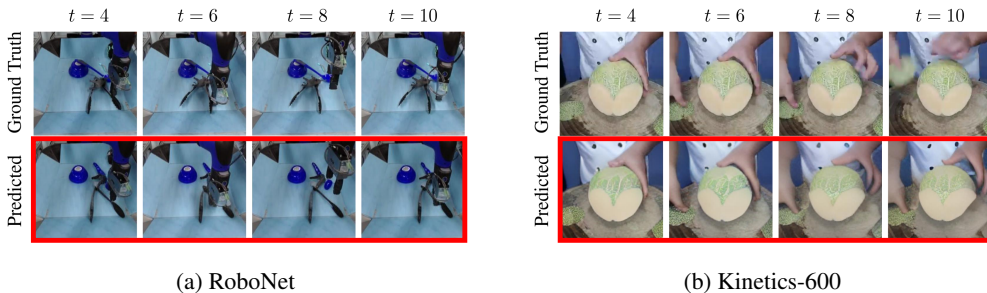 t = 4 t = 6 t = 8 t = 10
Ground Truth
Predicted
(a) RoboNet
t = 4 t = 6 t = 8 t = 10
Ground Truth
Predicted
(b) Kinetics-600